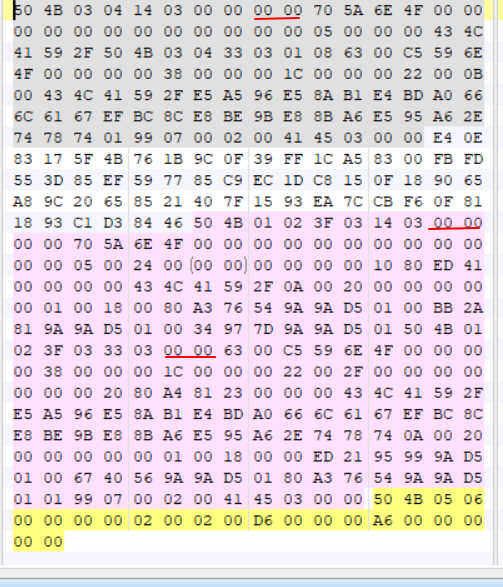 50 4B 03 04 14 03 00 00 00 00 70 5A 6E 4F 00 00
00 00 00 00 00 00 00 00 00 00 05 00 00 00 43 4C
41 59 2F 50 4B 03 04 33 03 01 08 63 00 C5 59 6E
4F 00 00 00 00 38 00 00 00 1C 00 00 00 22 00 0B
00 43 4C 41 59 2F E5 A5 96 E5 8A B1 E4 BD A0 66
6C 61 67 EF BC 8C E8 BE 9B E8 8B A6 E5 95 A6 2E
74 78 74 01 99 07 00 02 00 41 45 03 00 00 E4 0E
83 17 5F 4B 76 1B 9C 0F 39 FF 1C A5 83 00 FB FD
55 3D 85 EF 59 77 85 C9 EC 1D C8 15 0F 18 90 65
A8 9C 20 65 85 21 40 7F 15 93 EA 7C CB F6 0F 81
18 93 C1 D3 84 46 50 4B 01 02 3F 03 14 03 00 00
00 00 70 5A 6E 4F 00 00 00 00 00 00 00 00 00 00
00 00 05 00 24 00 00 00 00 00 00 00 10 80 ED 41
00 00 00 00 43 4C 41 59 2F 0A 00 20 00 00 00 00
00 01 00 18 00 80 A3 76 54 9A 9A D5 01 00 BB 2A
81 9A 9A D5 01 00 34 97 7D 9A 9A D5 01 50 4B 01
02 3F 03 33 03 00 00 63 00 C5 59 6E 4F 00 00 00
00 38 00 00 00 1C 00 00 00 22 00 2F 00 00 00 00
00 00 00 20 80 A4 81 23 00 00 00 43 4C 41 59 2F
E5 A5 96 E5 8A B1 E4 BD A0 66 6C 61 67 EF BC 8C
E8 BE 9B E8 8B A6 E5 95 A6 2E 74 78 74 0A 00 20
00 00 00 00 00 01 00 18 00 00 ED 21 95 99 9A D5
01 00 67 40 56 9A 9A D5 01 80 A3 76 54 9A 9A D5
01 01 99 07 00 02 00 41 45 03 00 00 50 4B 05 06
00 00 00 00 02 00 02 00 D6 00 00 00 A6 00 00 00
00 00